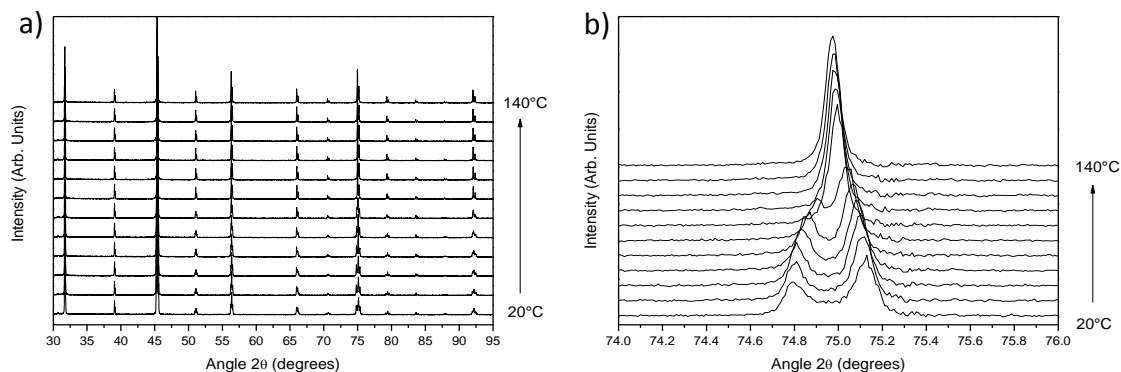 a)
Intensity (Arb. Units)
140°C
20°C
30 35 40 45 50 55 60 65 70 75 80 85 90 95
Angle 2θ (degrees)
b)
Intensity (Arb. Units)
140°C
20°C
74.0 74.2 74.4 74.6 74.8 75.0 75.2 75.4 75.6 75.8 76.0
Angle 2θ (degrees)